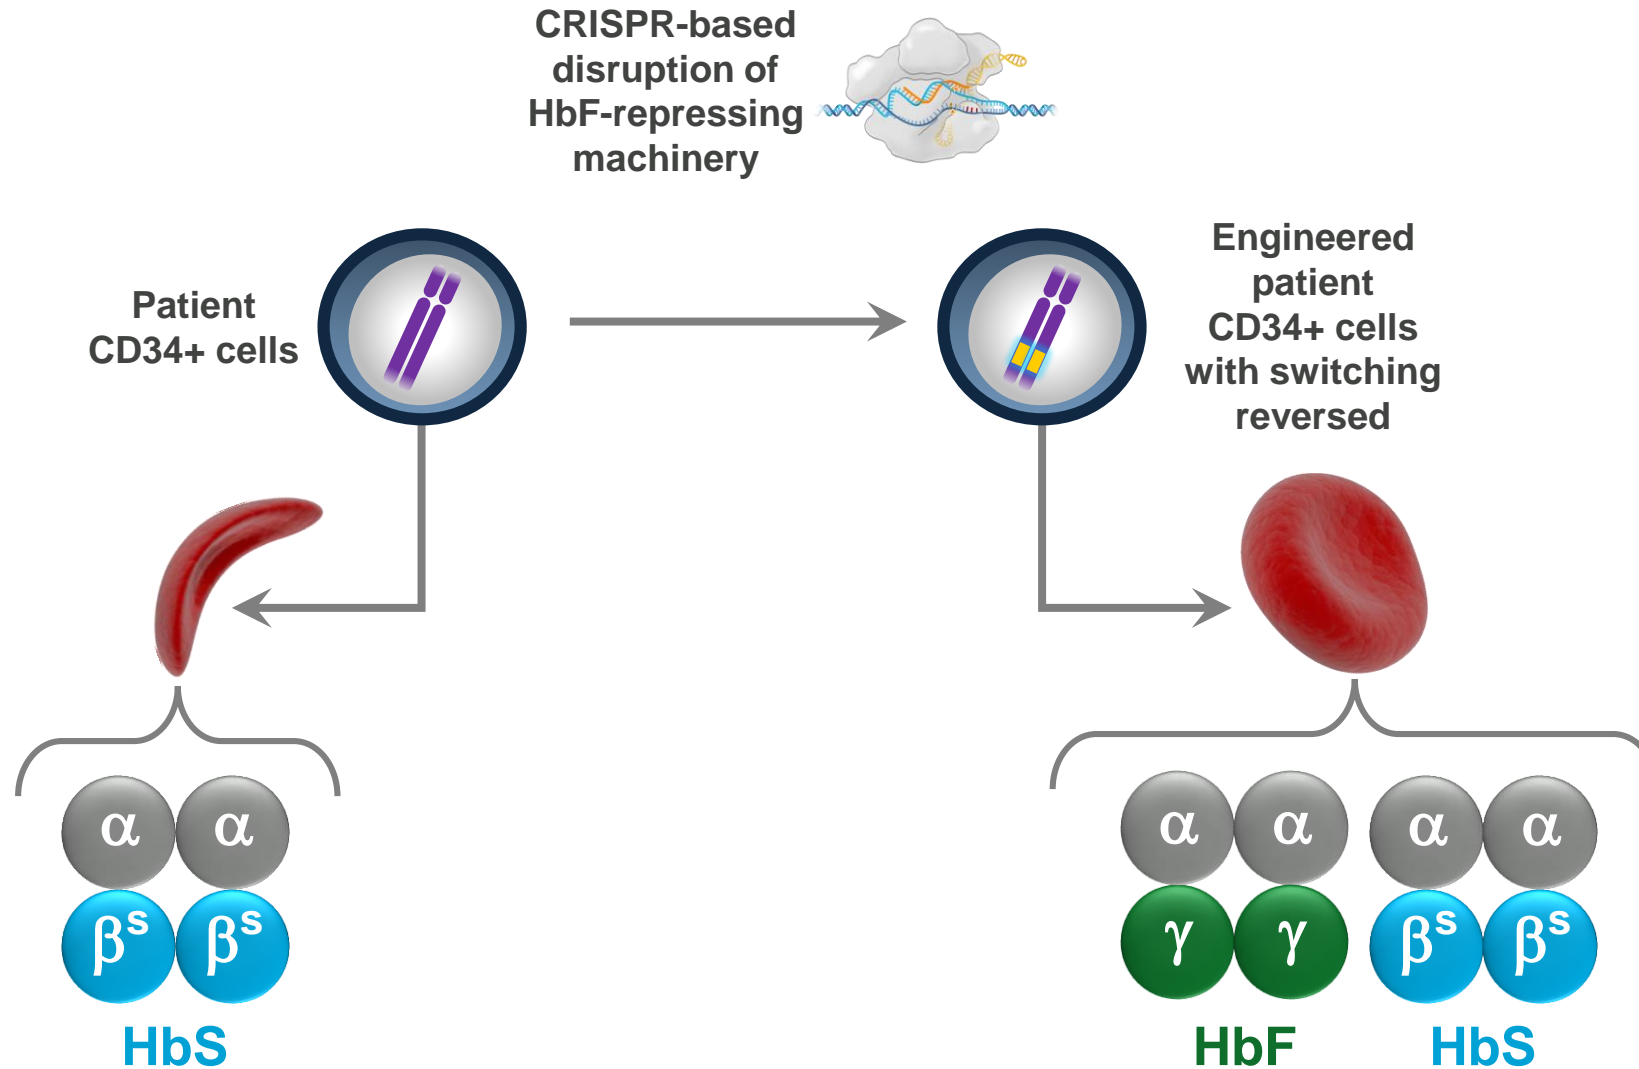 CRISPR-based
disruption of
HbF-repressing
machinery
Patient
CD34+ cells
Engineered
patient
CD34+ cells
with switching
reversed
α α
βˢ βˢ
HbS
α α α α
γ γ βˢ βˢ
HbF HbS